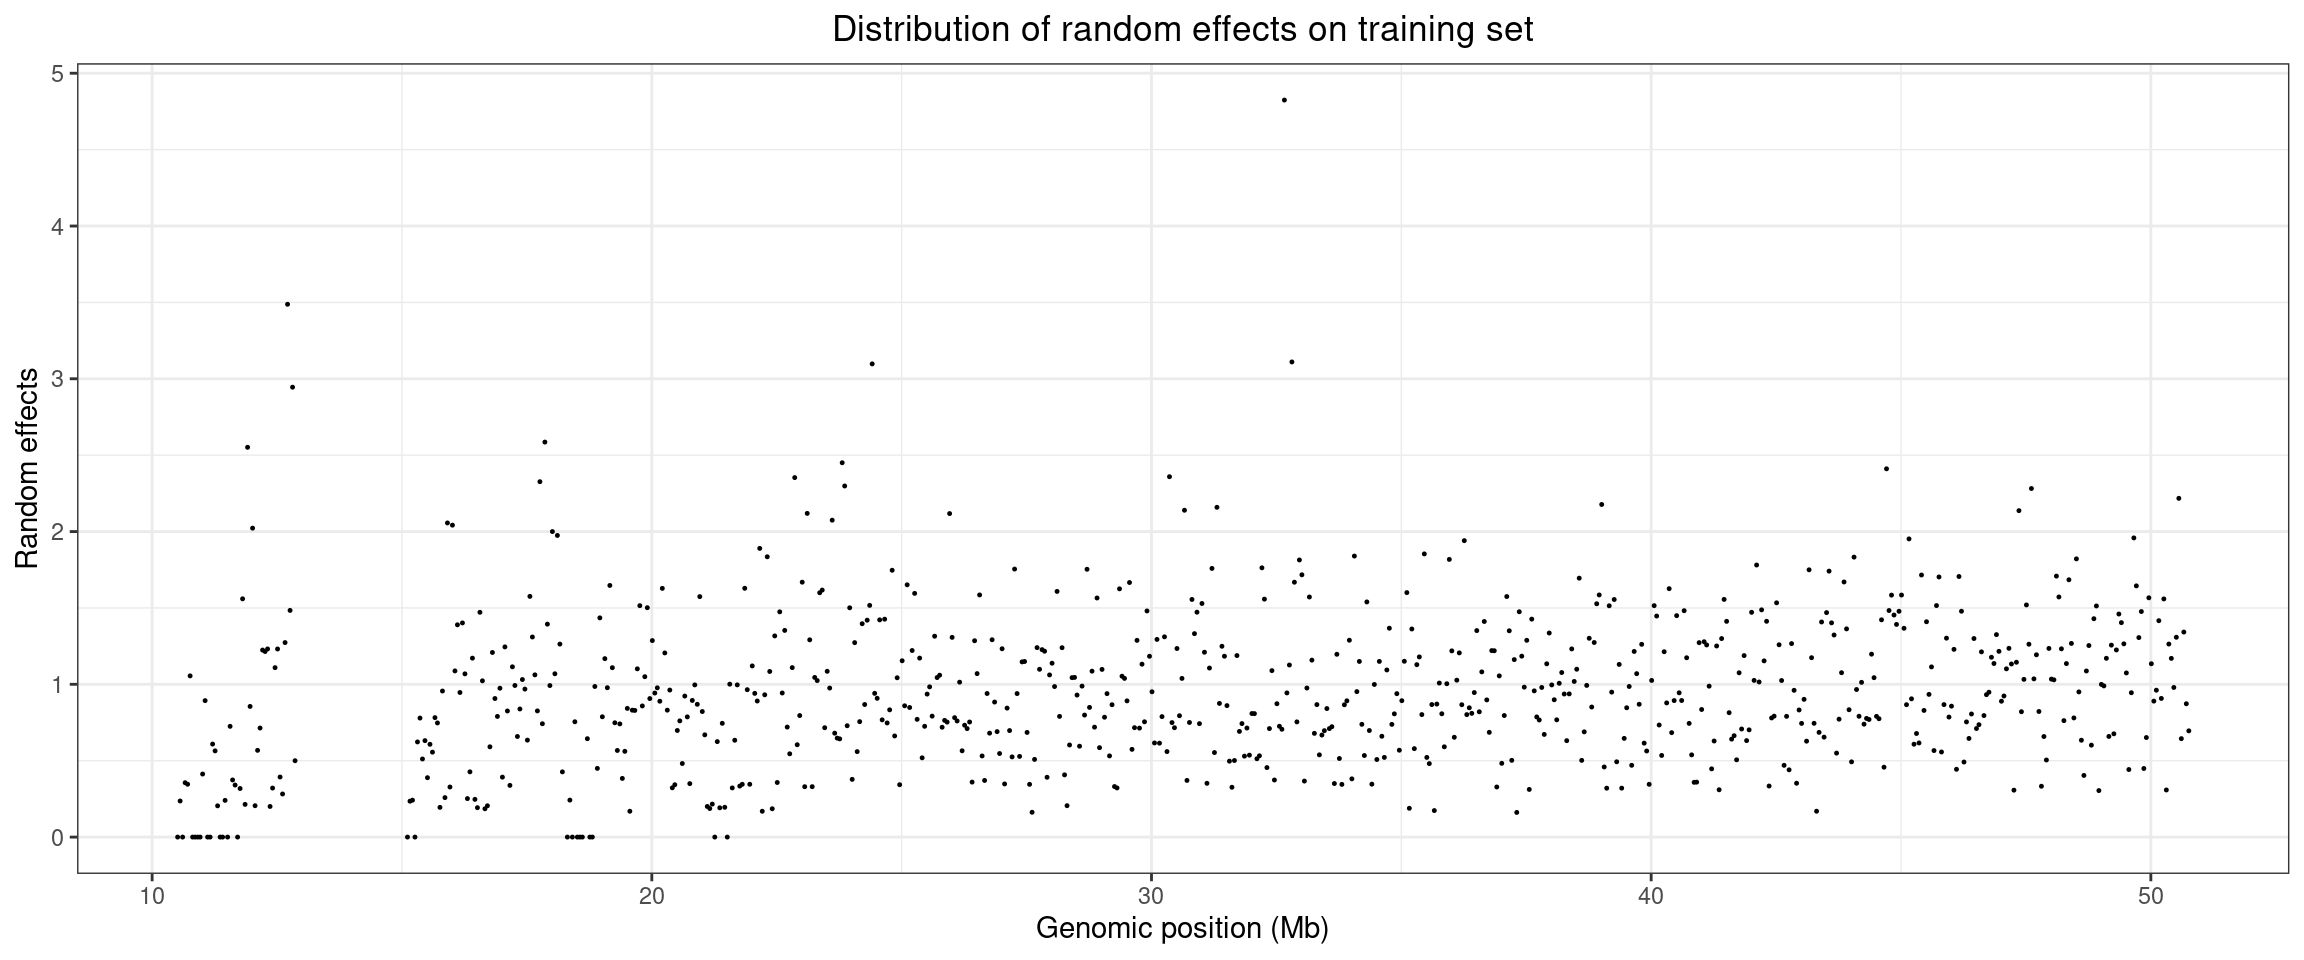 Distribution of random effects on training set
Random effects
5
4
3
2
1
0
10 20 30 40 50
Genomic position (Mb)